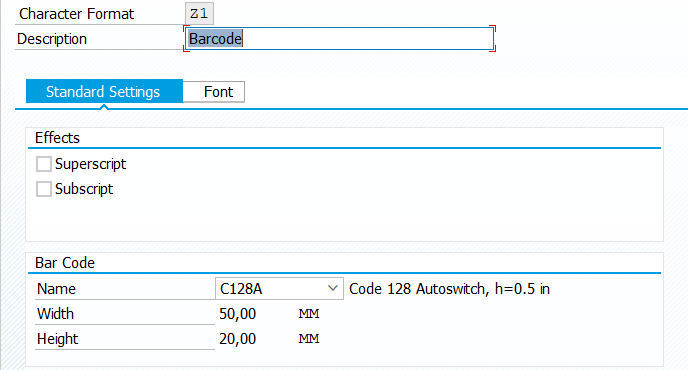 Character Format Z1
Description Barcode
Standard Settings Font
Effects
Superscript
Subscript
Bar Code
Name C128A Code 128 Autoswitch, h=0.5 in
Width 50,00 MM
Height 20,00 MM